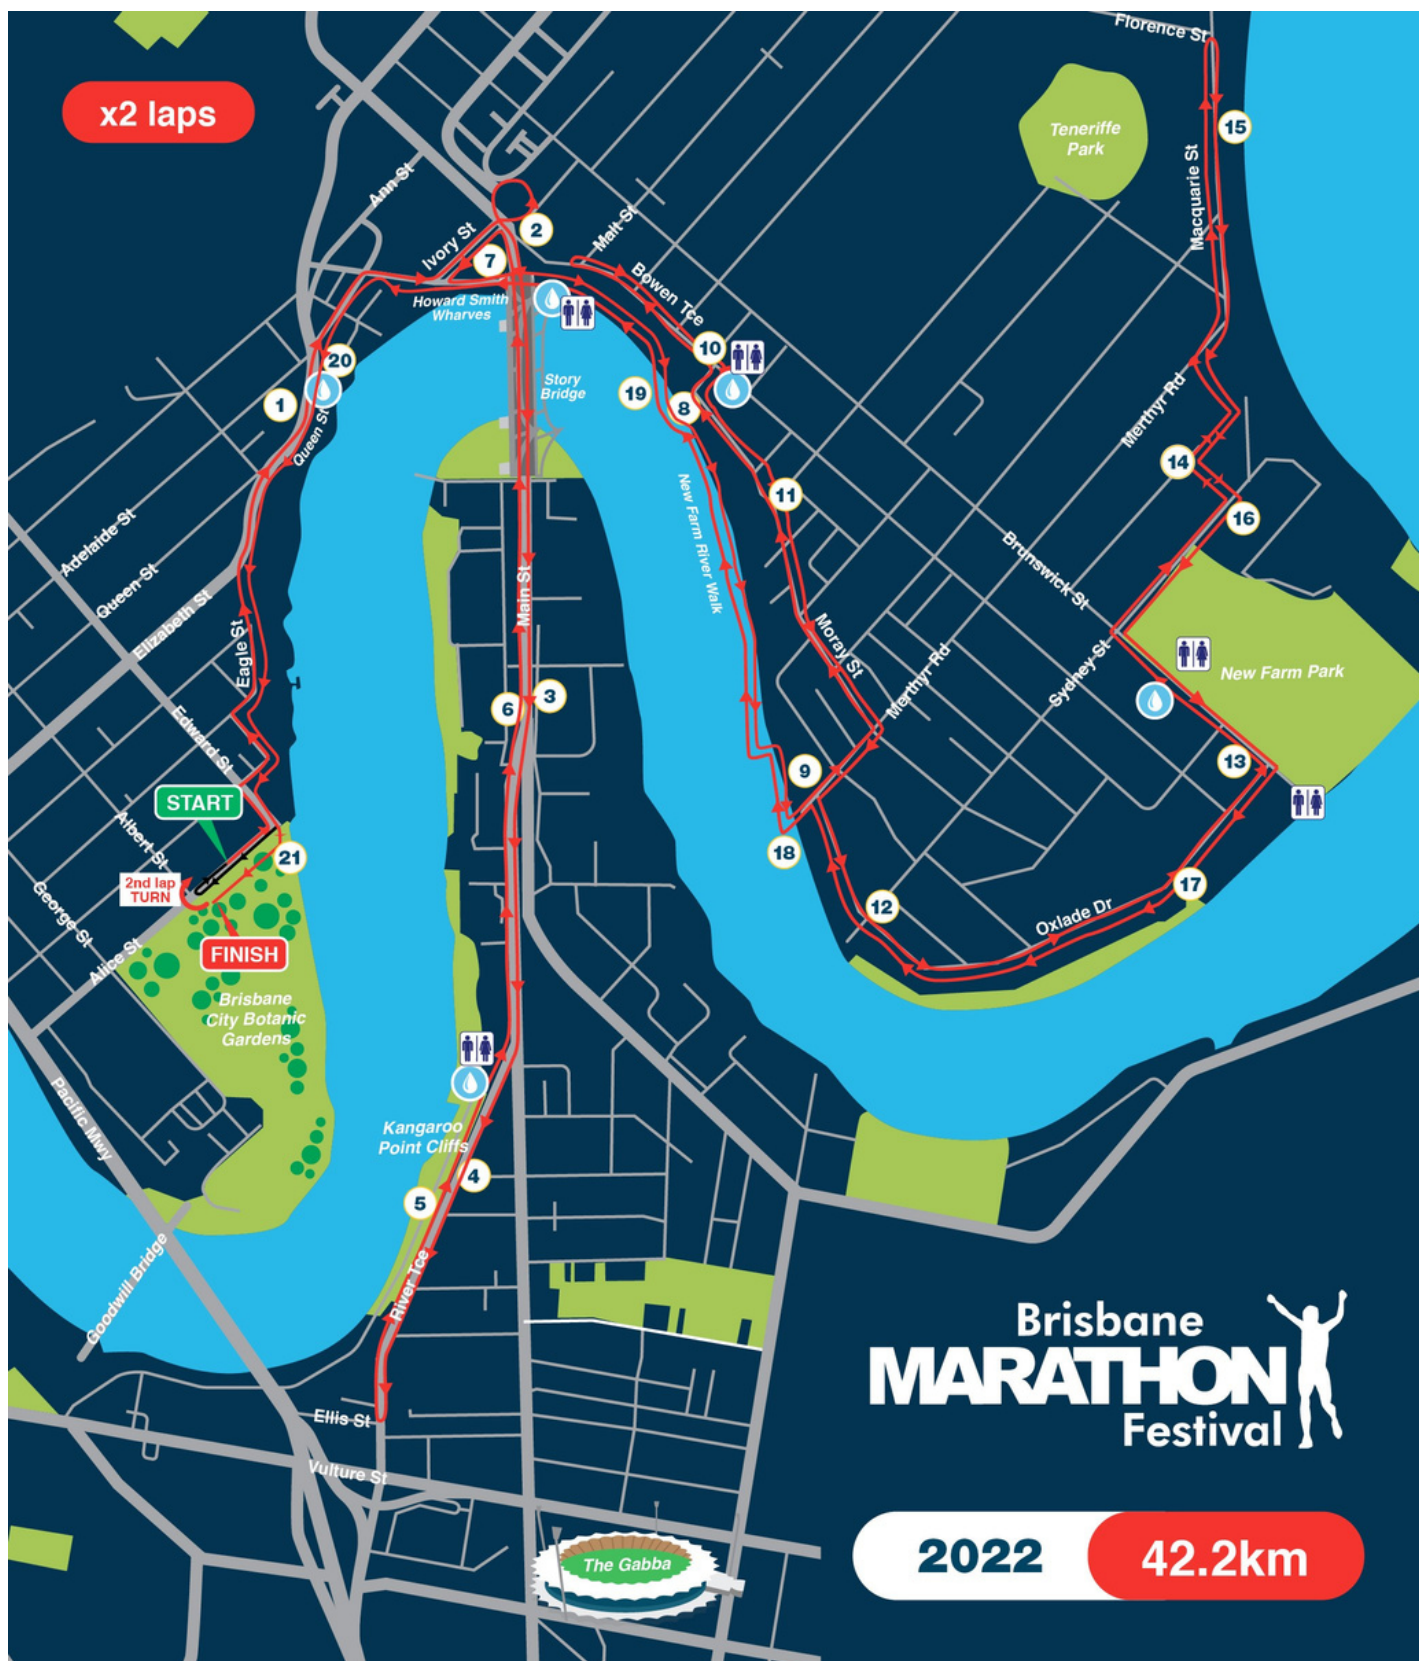 x2 laps
Florence St
Teneriffe
Park
15
Ann St
Macquarie St
2
Malt St
Ivory St
7
Bowen Tce
Howard Smith
Wharves
10
20
Story
Bridge
Merthyr Rd
1
19
8
Queen St
14
11
16
New Farm River Walk
Adelaide St
Queen St
Elizabeth St
Brunswick St
Main St
Eagle St
Moray St
Merthyr Rd
Sydney St
New Farm Park
6
3
Edward St
9
13
START
Albert St
18
21
2nd lap
TURN
17
George St
12
Oxlade Dr
Alice St
FINISH
Brisbane
City Botanic
Gardens
Pacific Mwy
Kangaroo
Point Cliffs
4
5
Goodwill Bridge
River Tce
Ellis St
Vulture St
The Gabba
Brisbane
MARATHON
Festival
2022
42.2km